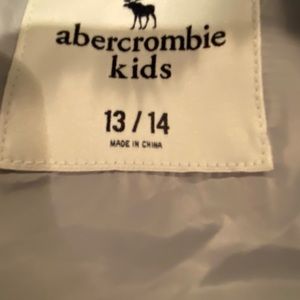 abercrombie
kids
13 / 14
MADE IN CHINA